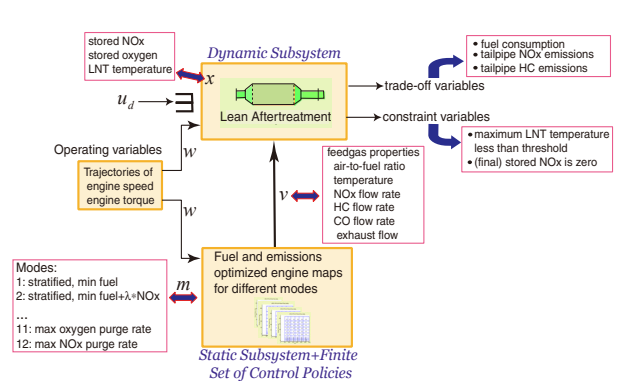 stored NOx
stored oxygen
LNT temperature
Dynamic Subsystem
x
u_d
Lean Aftertreatment
trade-off variables
• fuel consumption
• tailpipe NOx emissions
• tailpipe HC emissions
constraint variables
• maximum LNT temperature
less than threshold
• (final) stored NOx is zero
Operating variables
w
Trajectories of
engine speed
engine torque
w
v
feedgas properties
air-to-fuel ratio
temperature
NOx flow rate
HC flow rate
CO flow rate
exhaust flow
Modes:
1: stratified, min fuel
2: stratified, min fuel+λ*NOx
...
11: max oxygen purge rate
12: max NOx purge rate
m
Fuel and emissions
optimized engine maps
for different modes
Static Subsystem+Finite
Set of Control Policies